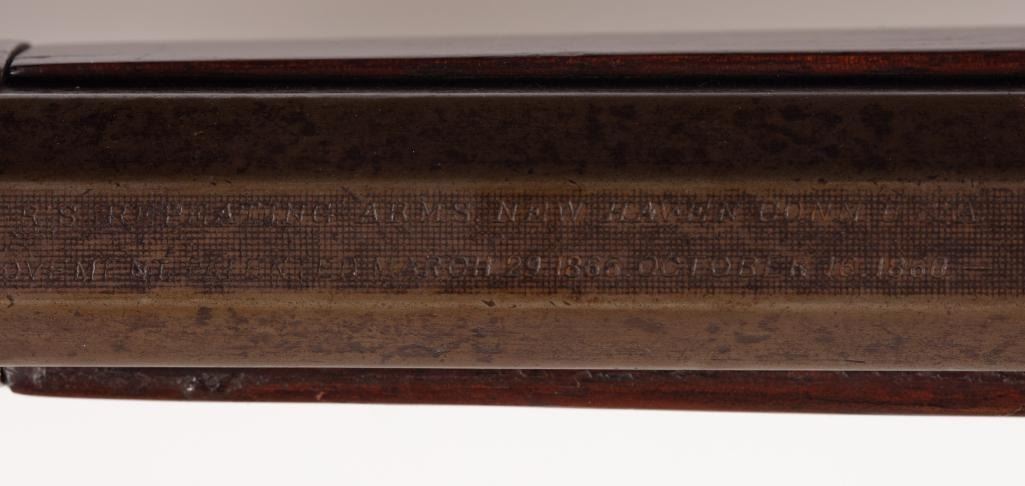 R'S REPEATING ARMS. NEW HAVEN CONN. U.S.A
MARCH 29. 1866. OCTOBER 16. 1860